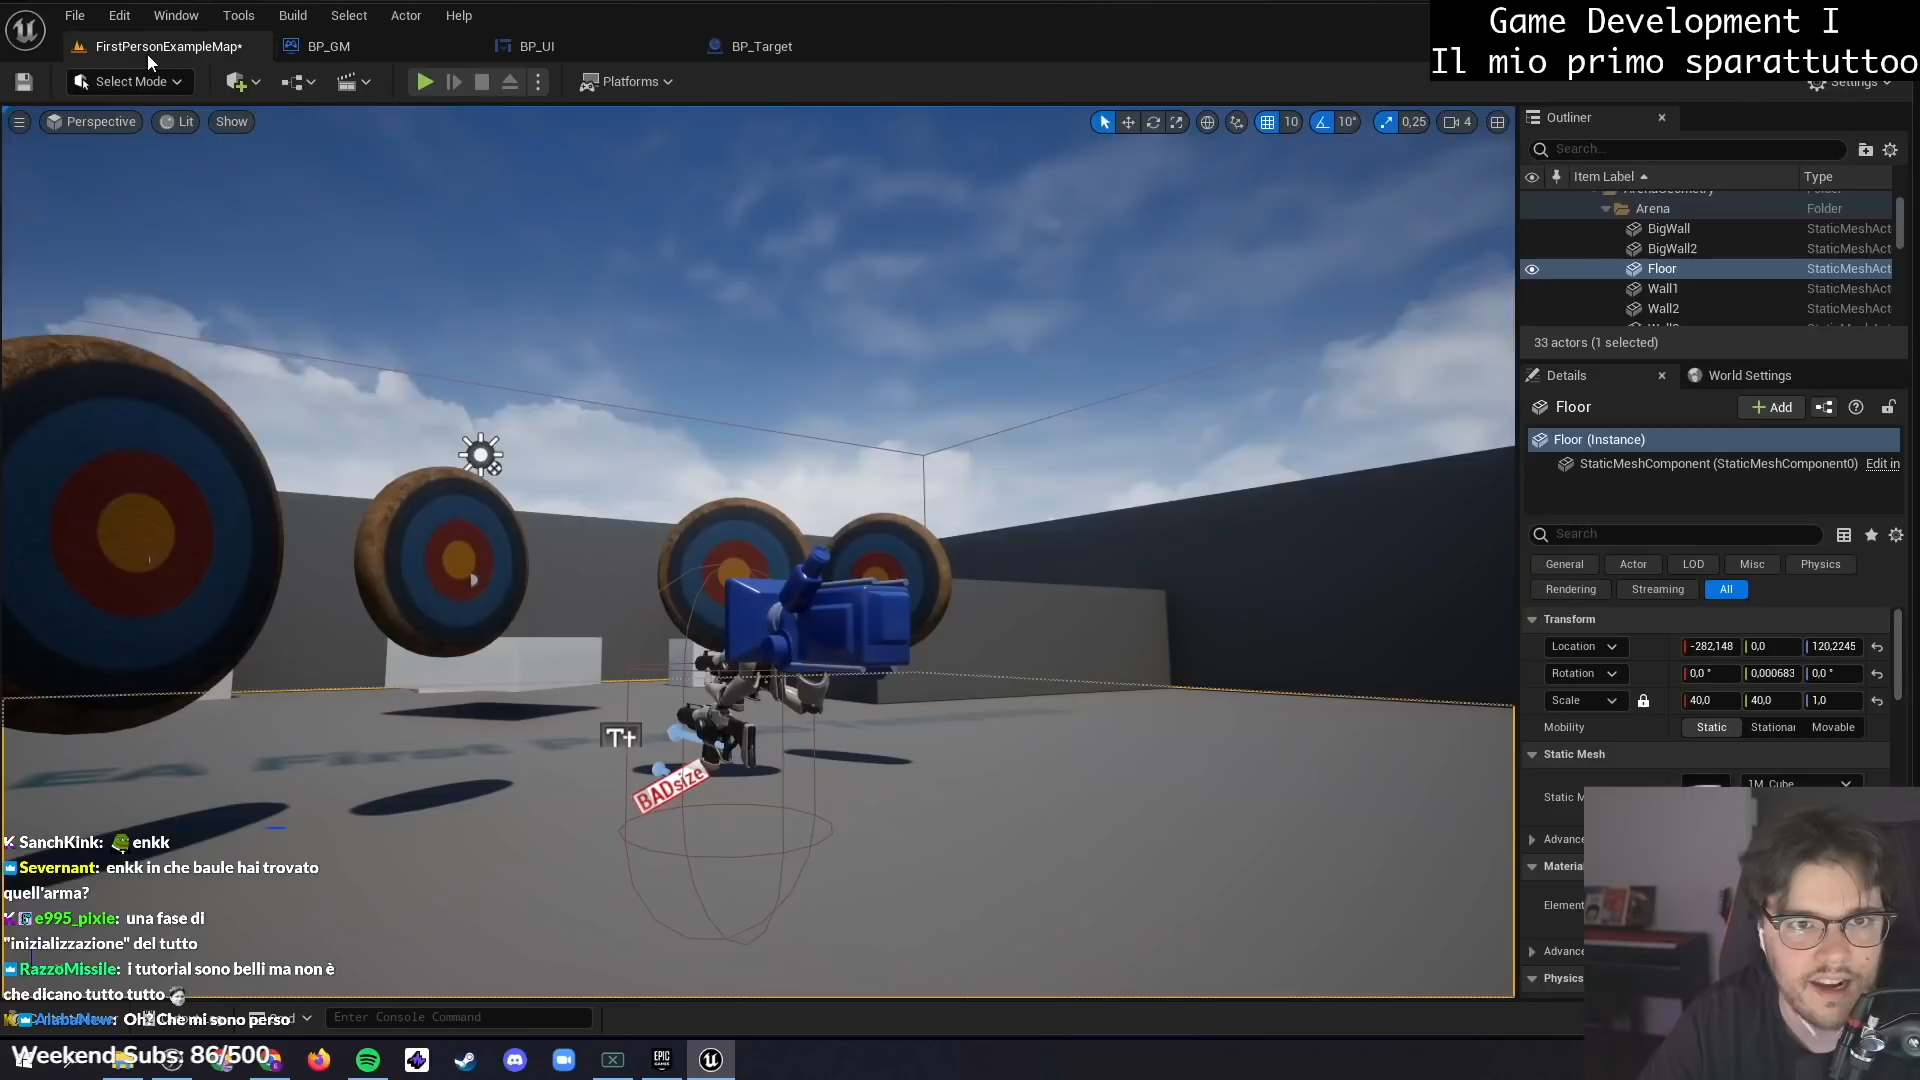 File Edit Window Tools Build Select Actor Help
Game Development I
Il mio primo sparattuttoo
FirstPersonExampleMap* BP_GM BP_UI BP_Target
Select Mode Platforms Settings
Perspective Lit Show 10 10° 0,25 4
Outliner
Search...
Item Label Type
Arena Folder
BigWall StaticMeshAct
BigWall2 StaticMeshAct
Floor StaticMeshAct
Wall1 StaticMeshAct
Wall2 StaticMeshAct
33 actors (1 selected)
Details World Settings
Floor Add
Floor (Instance)
StaticMeshComponent (StaticMeshComponent0) Edit in
Search
General Actor LOD Misc Physics
Rendering Streaming All
Transform
Location -282,148 0,0 120,2245
Rotation 0,0 ° 0,000683 0,0 °
Scale 40,0 40,0 1,0
Mobility Static Stationar Movable
Static Mesh
Static M 1M_Cube
Advance
Material
Element
Advance
Physics
Tt
BADsize
SanchKink: enkk
Severnant: enkk in che baule hai trovato
quell'arma?
e995_pixie: una fase di
"inizializzazione" del tutto
RazzoMissile: i tutorial sono belli ma non è
che dicano tutto tutto
AlabaNew: Oh! Che mi sono perso
Enter Console Command
Weekend Subs: 86/500
EPIC GAMES